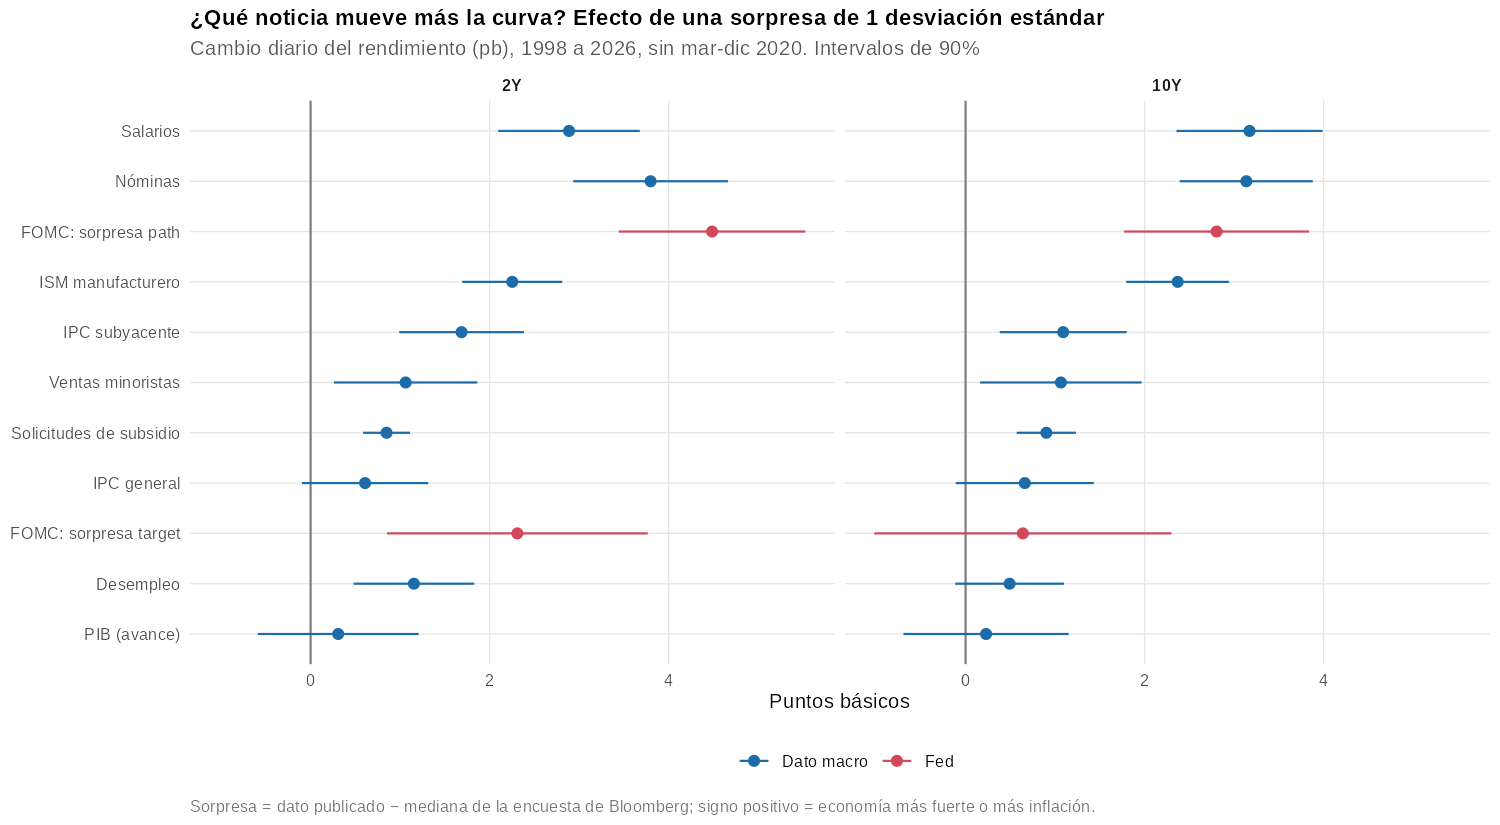 ¿Qué noticia mueve más la curva? Efecto de una sorpresa de 1 desviación estándar
Cambio diario del rendimiento (pb), 1998 a 2026, sin mar-dic 2020. Intervalos de 90%
2Y
10Y
Salarios
Nóminas
FOMC: sorpresa path
ISM manufacturero
IPC subyacente
Ventas minoristas
Solicitudes de subsidio
IPC general
FOMC: sorpresa target
Desempleo
PIB (avance)
0 2 4
0 2 4
Puntos básicos
Dato macro
Fed
Sorpresa = dato publicado − mediana de la encuesta de Bloomberg; signo positivo = economía más fuerte o más inflación.